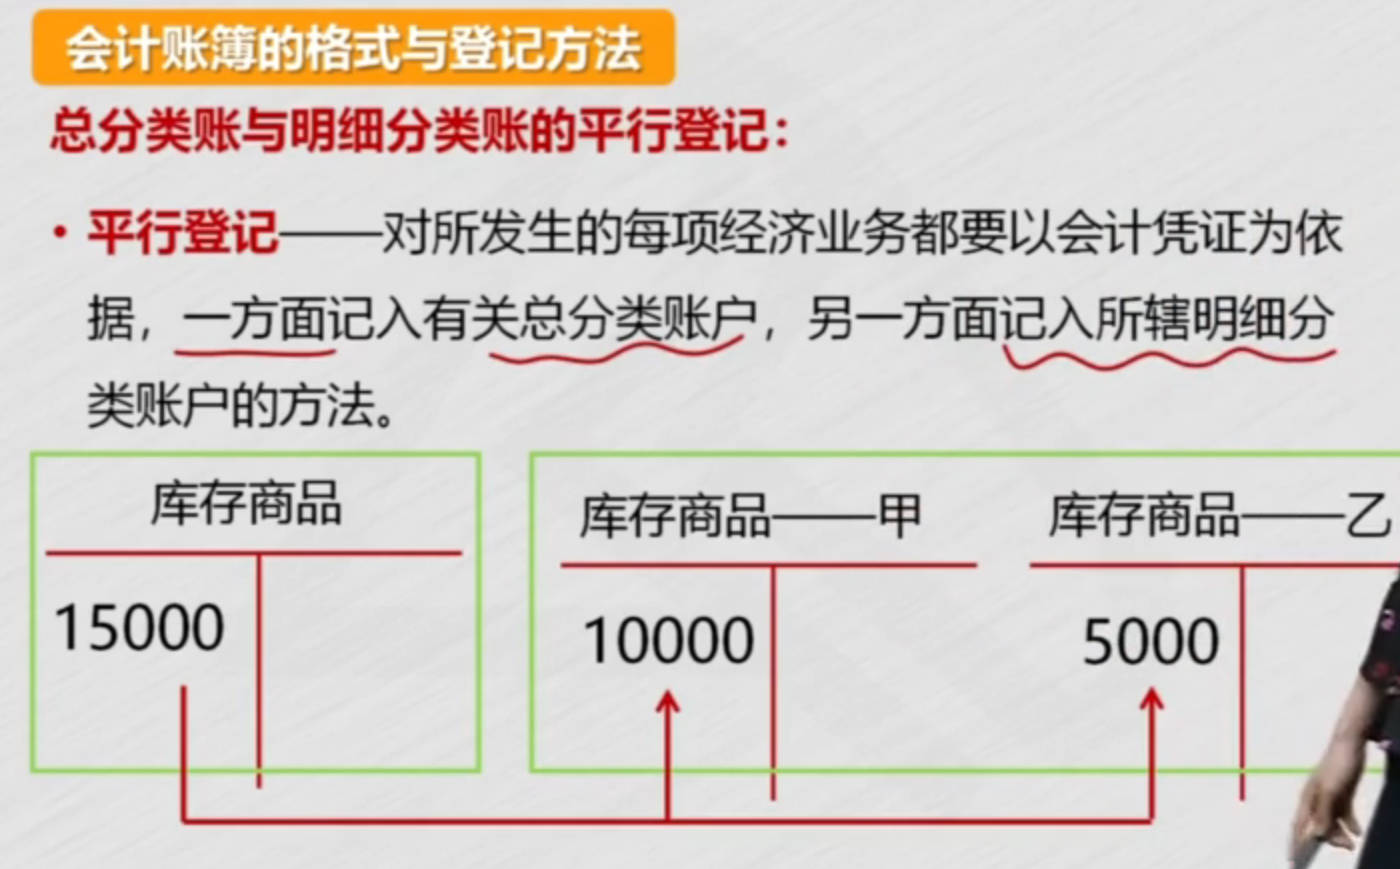 会计账簿的格式与登记方法
总分类账与明细分类账的平行登记：
• 平行登记——对所发生的每项经济业务都要以会计凭证为依
据，一方面记入有关总分类账户，另一方面记入所辖明细分
类账户的方法。
库存商品
15000
库存商品——甲
10000
库存商品——乙
5000